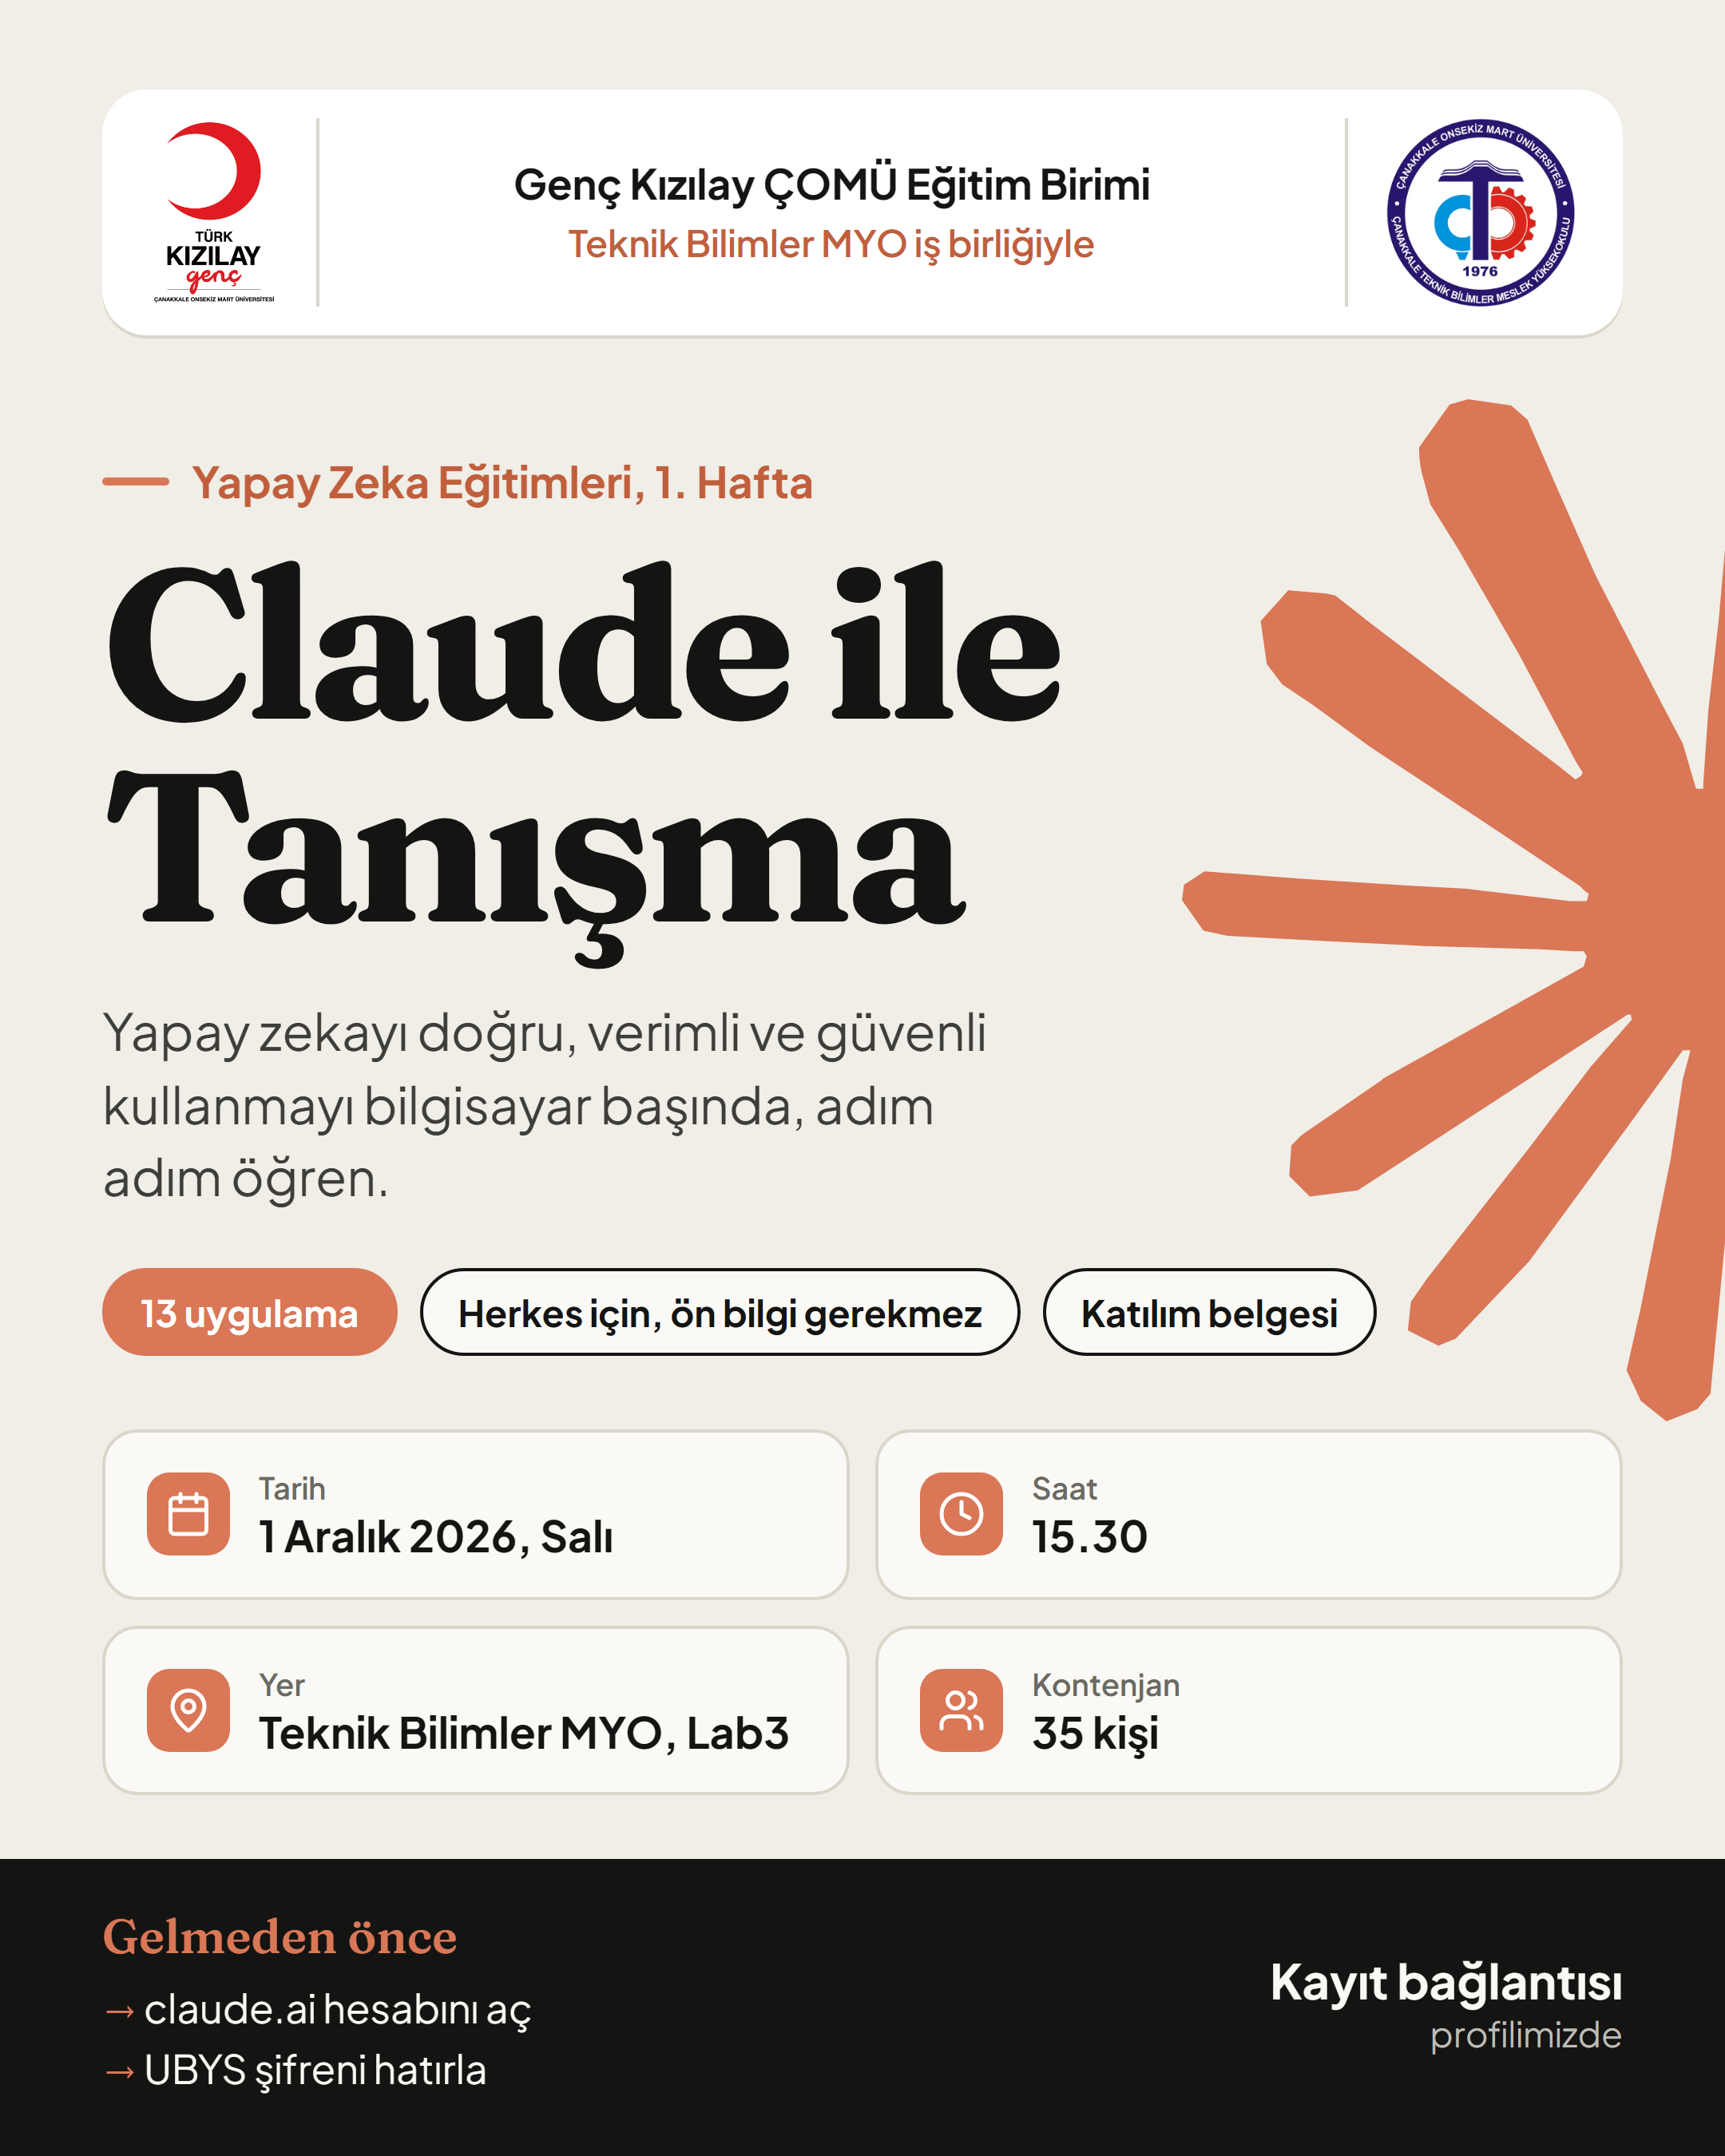 TÜRK
KIZILAY
genç
ÇANAKKALE ONSEKİZ MART ÜNİVERSİTESİ
Genç Kızılay ÇOMÜ Eğitim Birimi
Teknik Bilimler MYO iş birliğiyle
ÇANAKKALE ONSEKİZ MART ÜNİVERSİTESİ
1976
ÇANAKKALE TEKNİK BİLİMLER MESLEK YÜKSEKOKULU
Yapay Zeka Eğitimleri, 1. Hafta
Claude ile
Tanışma
Yapay zekayı doğru, verimli ve güvenli
kullanmayı bilgisayar başında, adım
adım öğren.
13 uygulama
Herkes için, ön bilgi gerekmez
Katılım belgesi
Tarih
1 Aralık 2026, Salı
Saat
15.30
Yer
Teknik Bilimler MYO, Lab3
Kontenjan
35 kişi
Gelmeden önce
→ claude.ai hesabını aç
→ UBYS şifreni hatırla
Kayıt bağlantısı
profilimizde